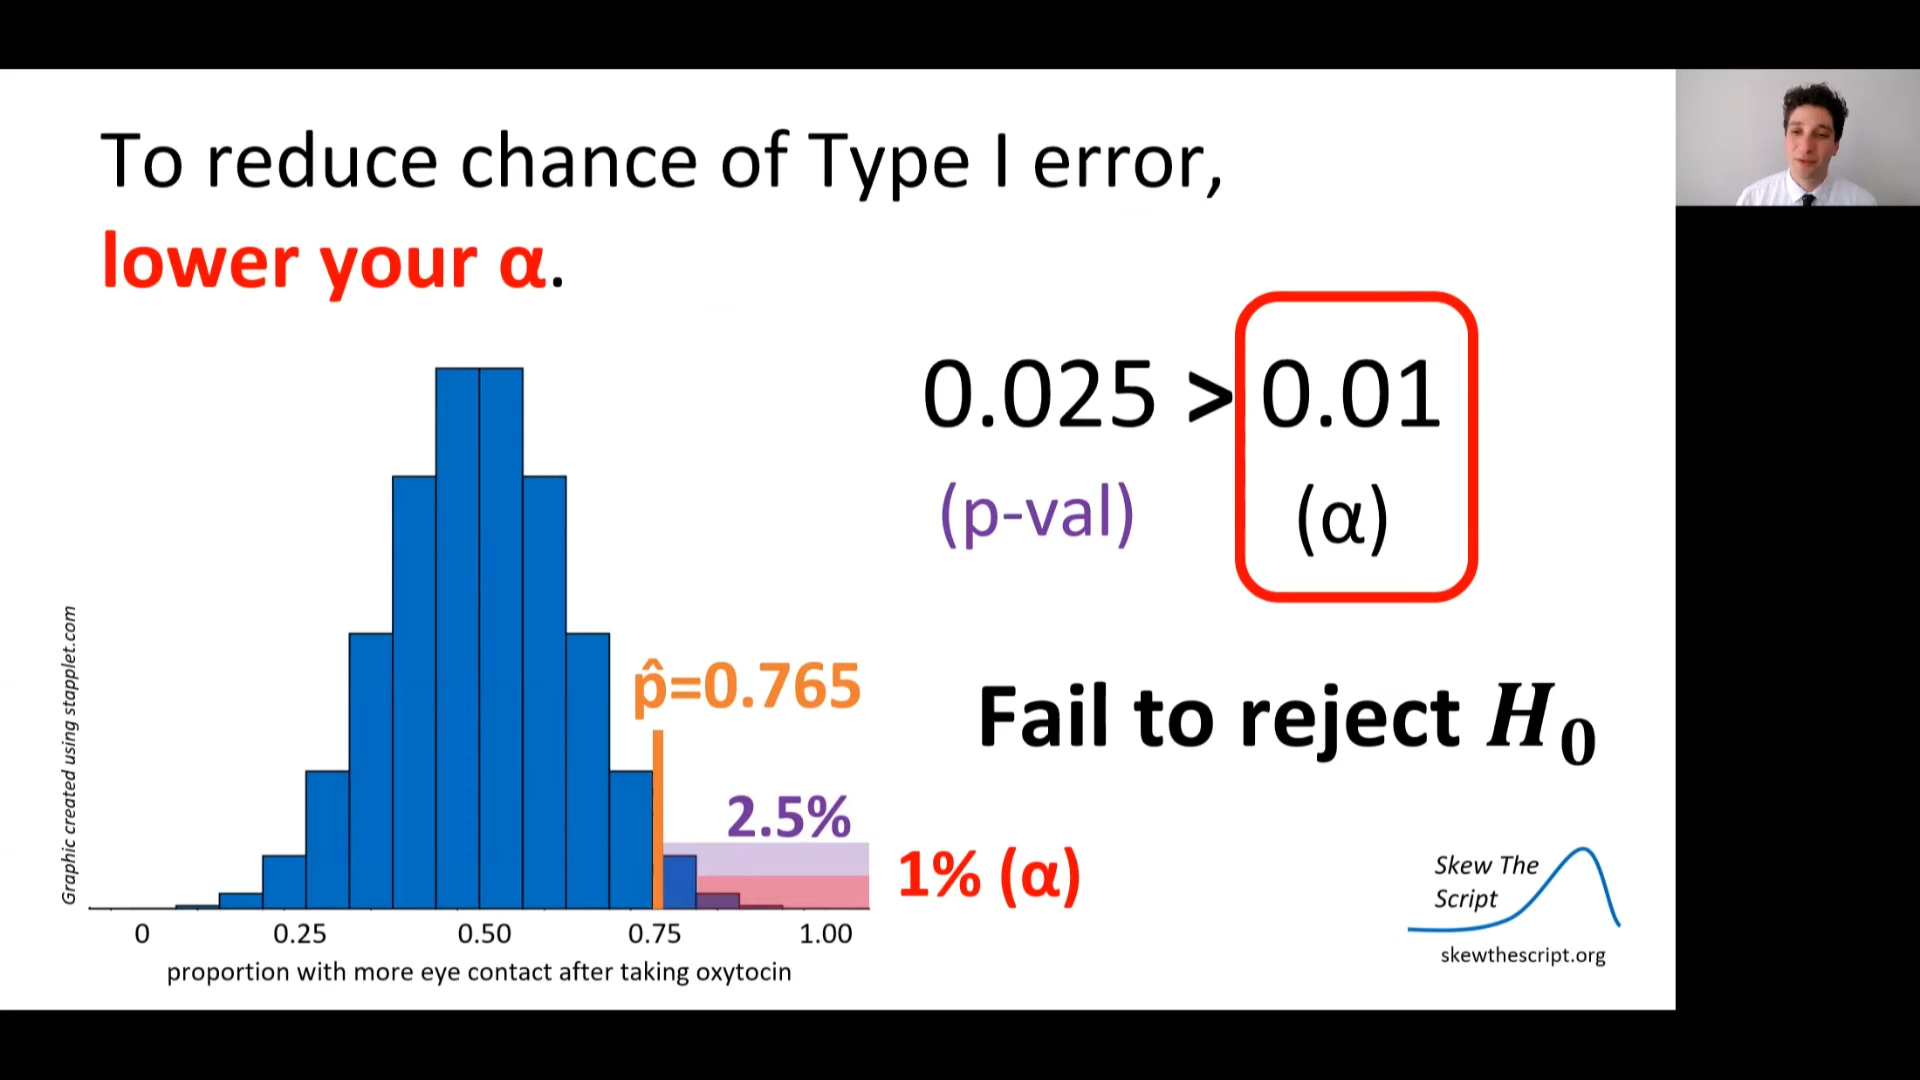 To reduce chance of Type I error,
lower your α.
0.025 > 0.01
(p-val)
(α)
p̂=0.765
Fail to reject H₀
2.5%
1% (α)
Graphic created using stapplet.com
0 0.25 0.50 0.75 1.00
proportion with more eye contact after taking oxytocin
Skew The
Script
skewthescript.org